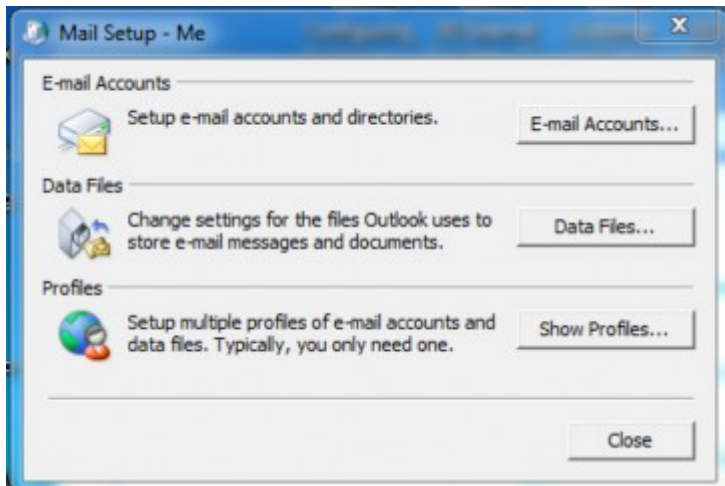 Mail Setup - Me
E-mail Accounts
Setup e-mail accounts and directories.
E-mail Accounts...
Data Files
Change settings for the files Outlook uses to
store e-mail messages and documents.
Data Files...
Profiles
Setup multiple profiles of e-mail accounts and
data files. Typically, you only need one.
Show Profiles...
Close